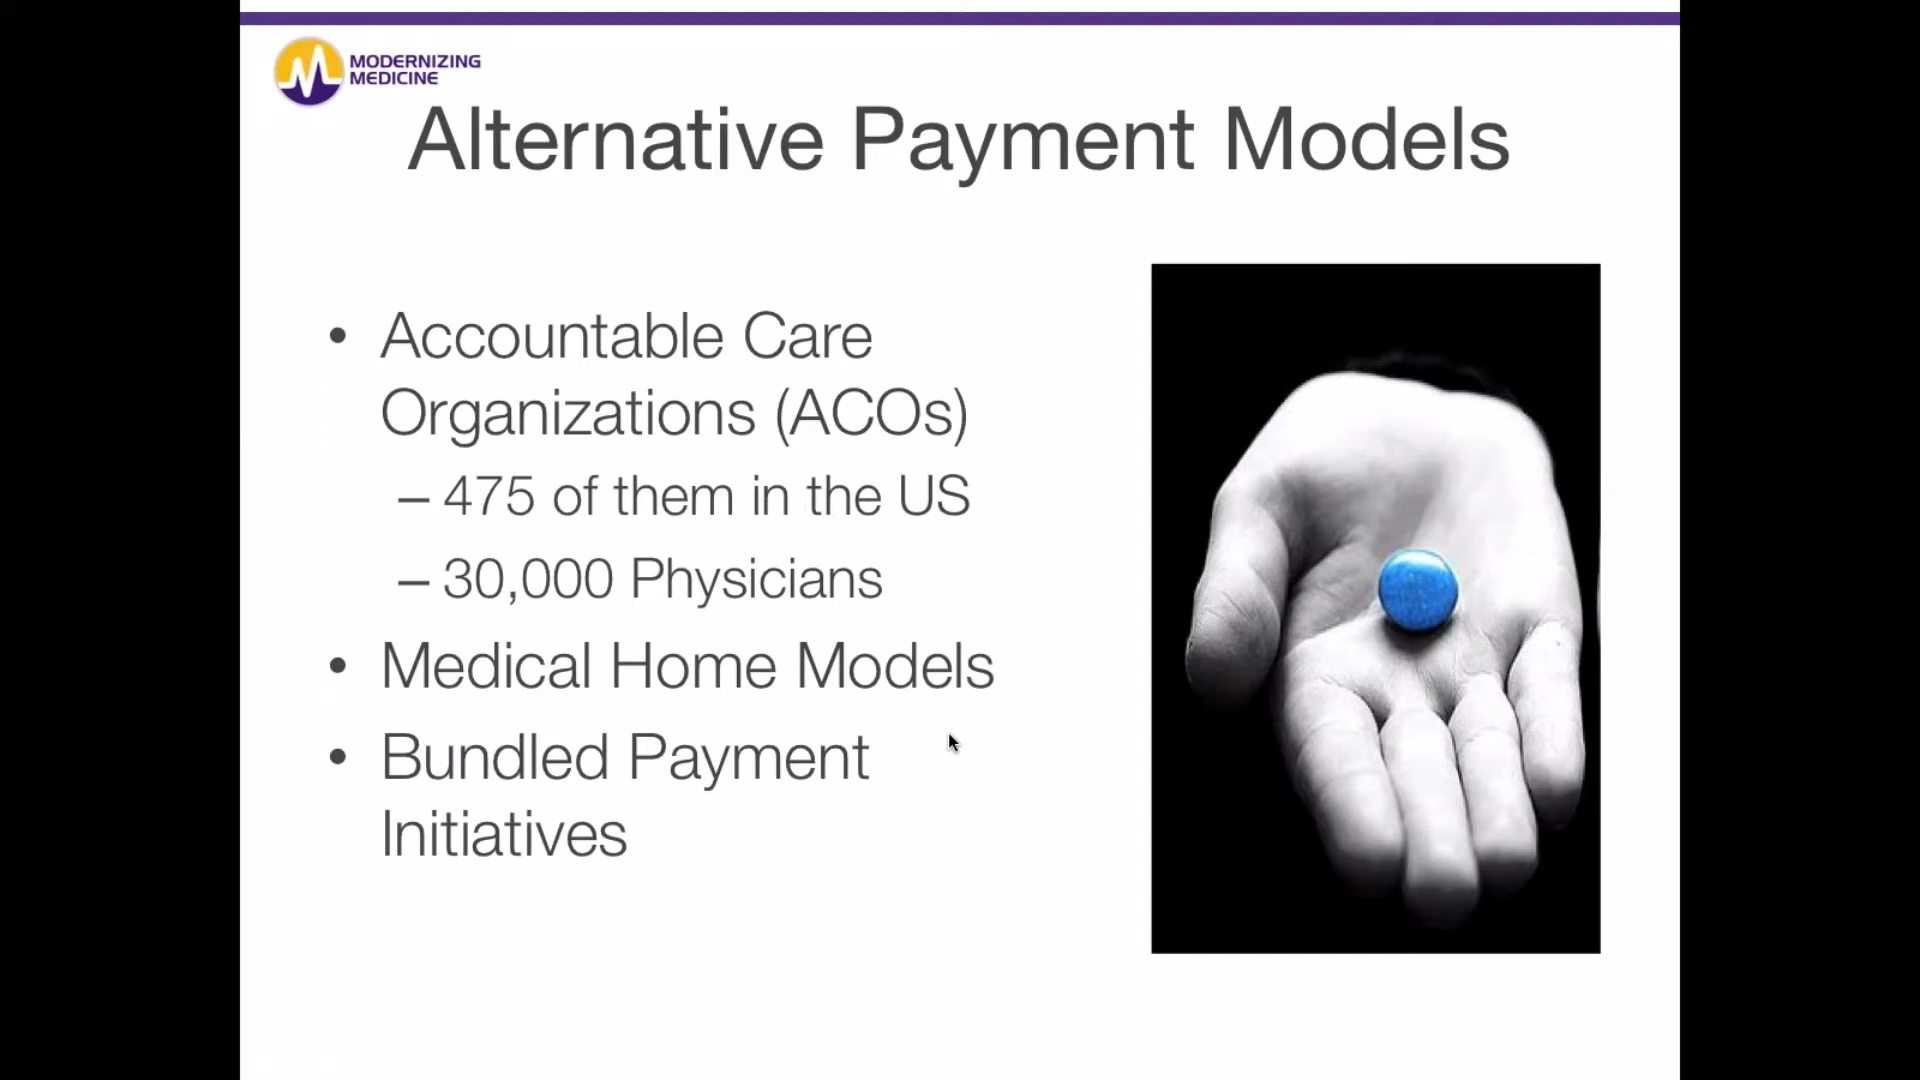 MODERNIZING
MEDICINE
Alternative Payment Models
• Accountable Care
Organizations (ACOs)
– 475 of them in the US
– 30,000 Physicians
• Medical Home Models
• Bundled Payment
Initiatives